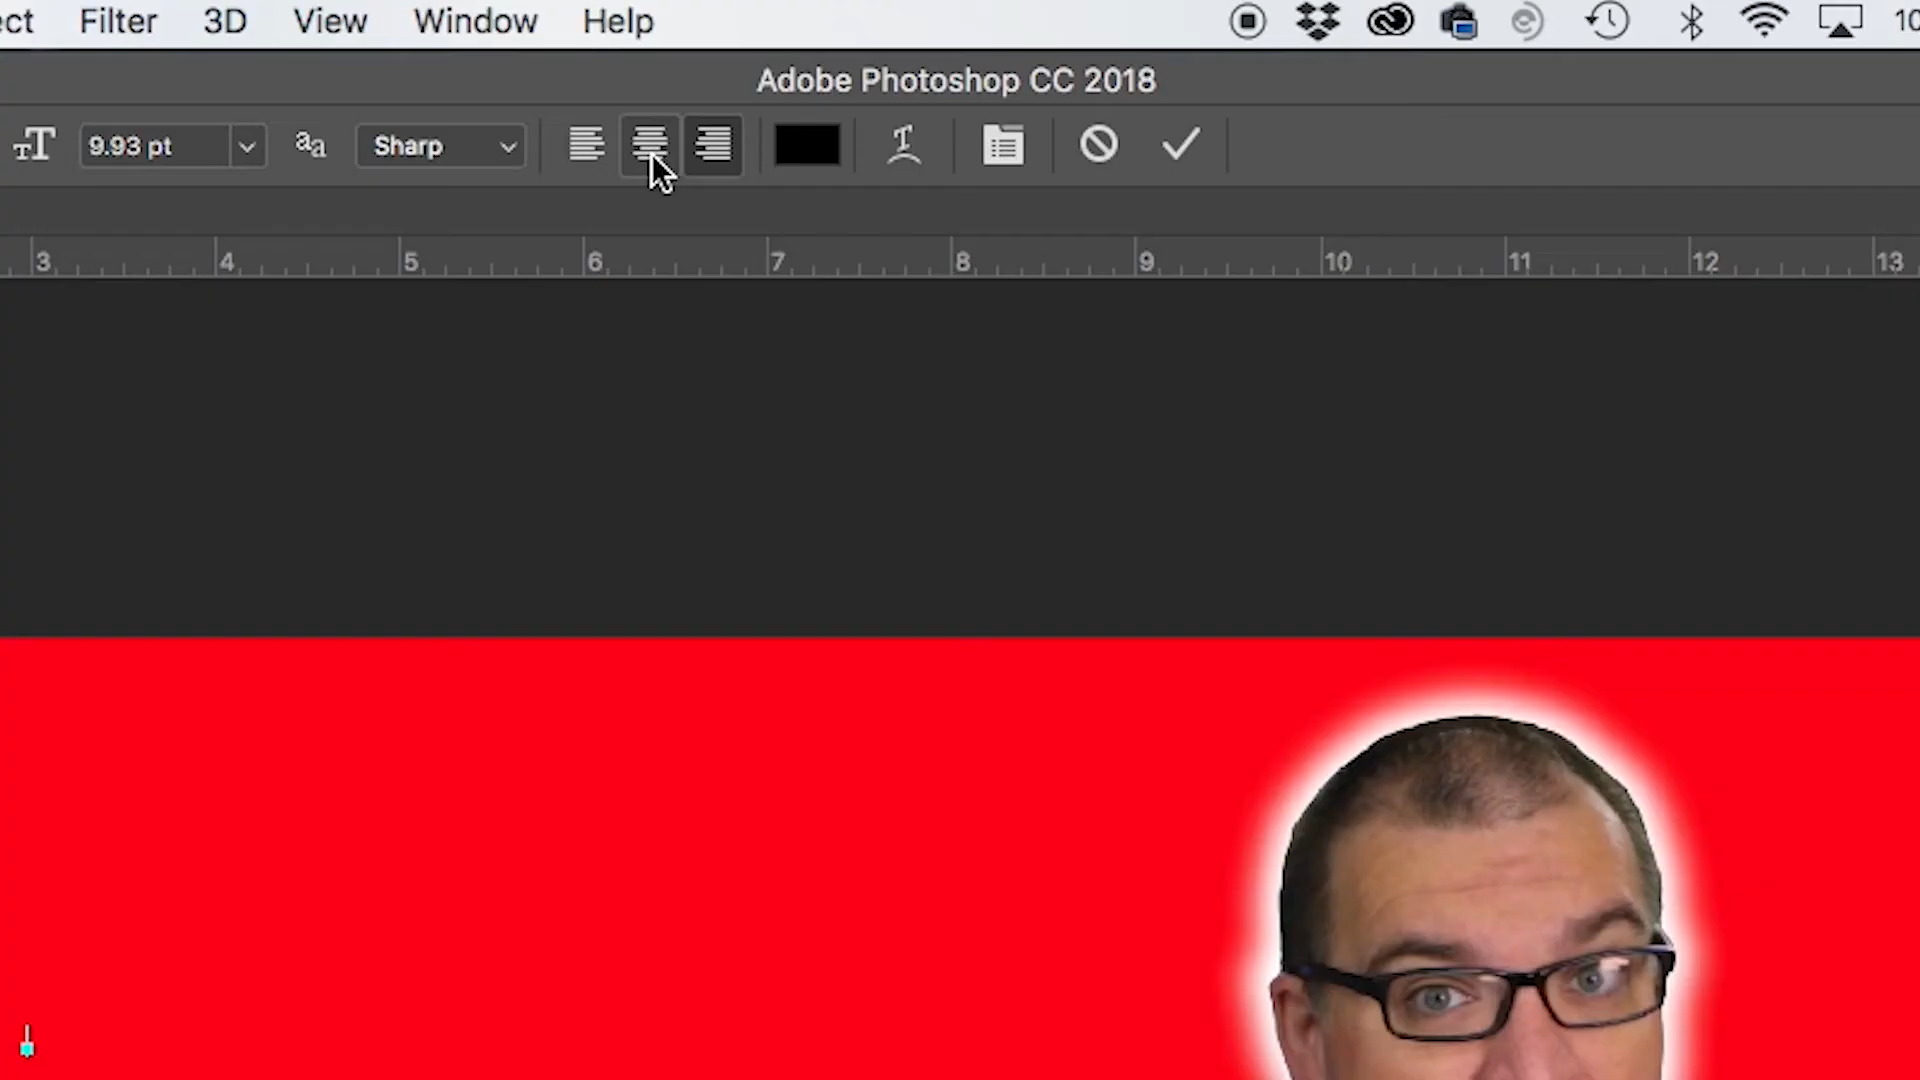 ect Filter 3D View Window Help 10
Adobe Photoshop CC 2018
TT 9.93 pt aa Sharp
3 4 5 6 7 8 9 10 11 12 13